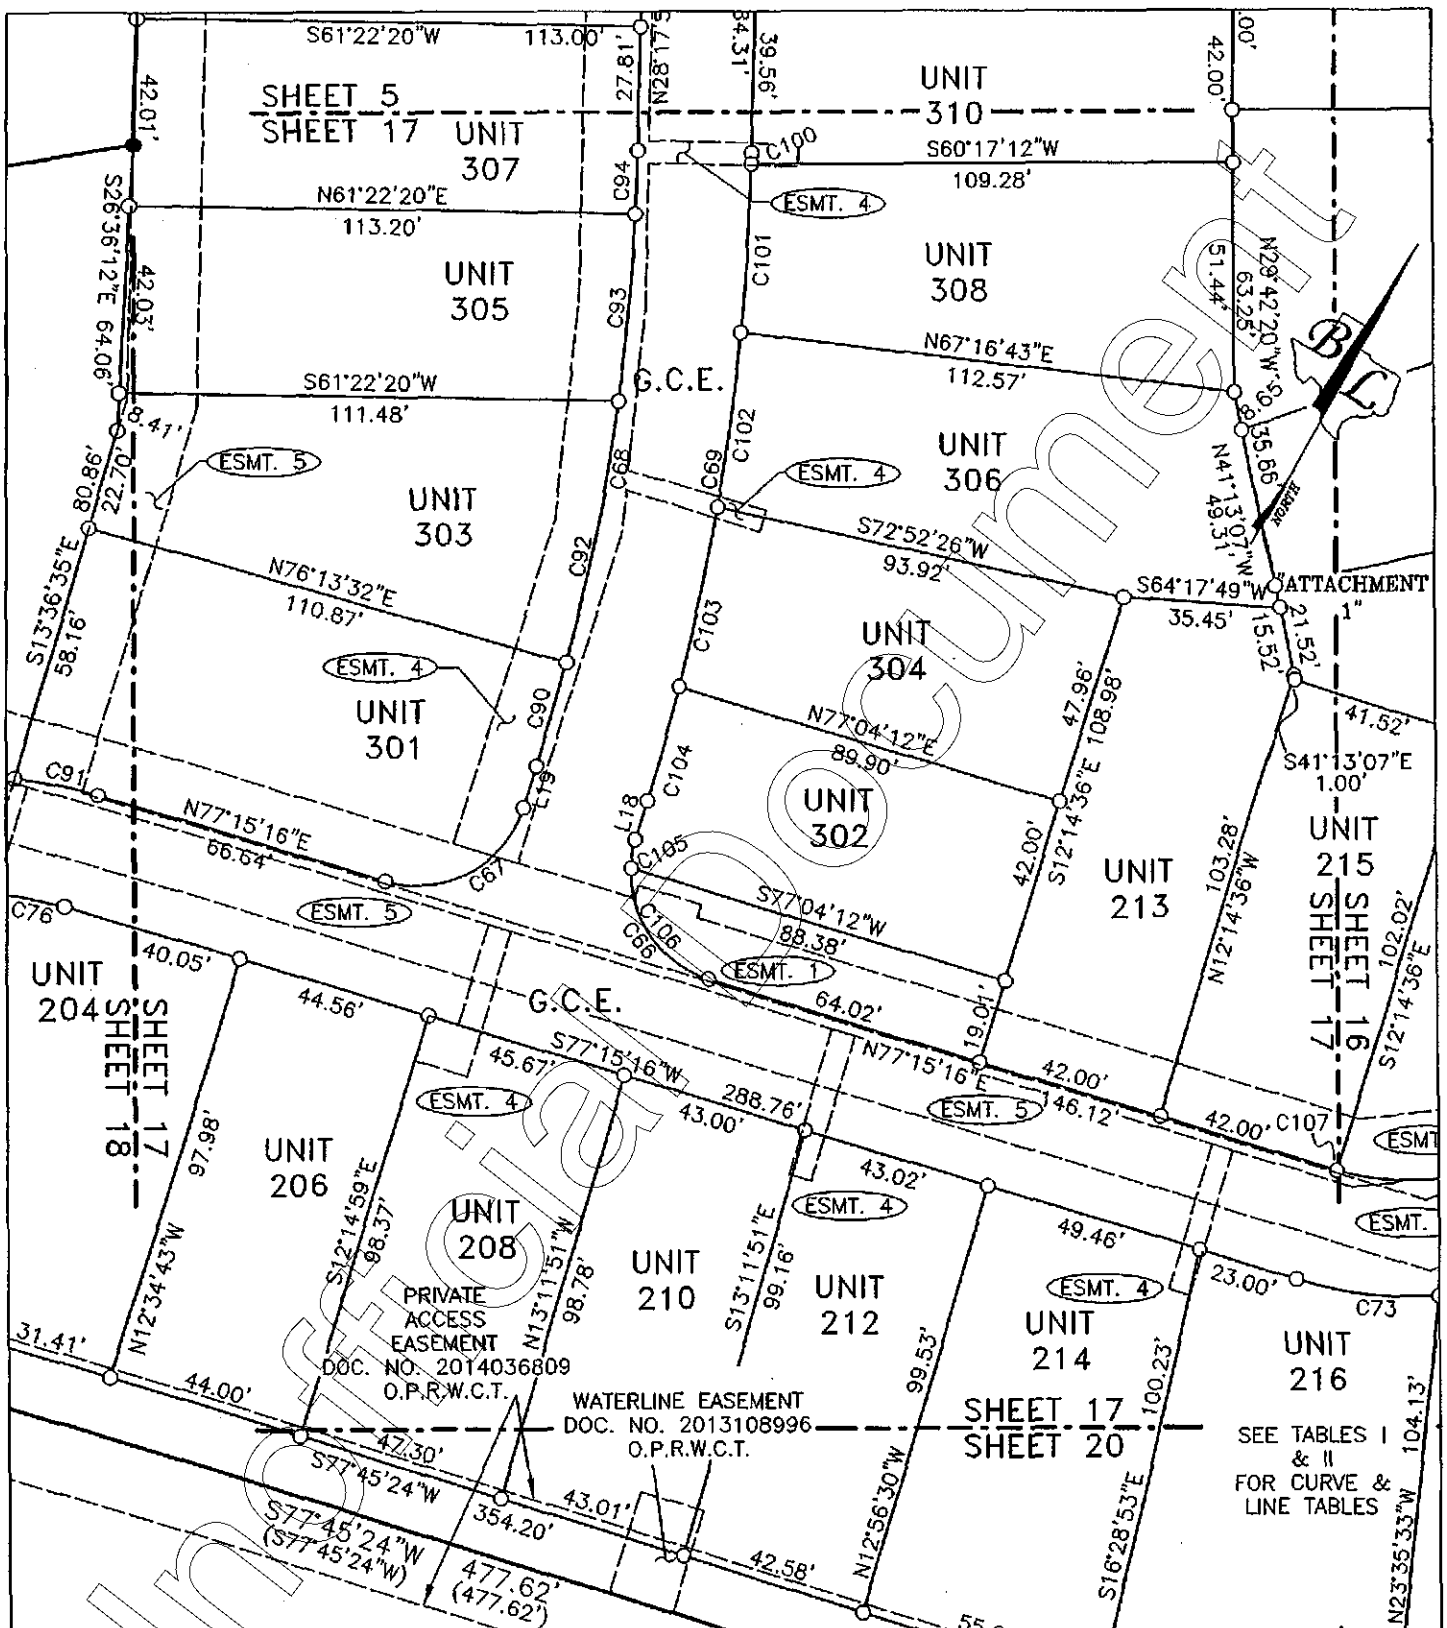 S61°22'20"W
113.00'
27.81'
N28°17'5
84.31'
39.56'
42.00'
.00'
42.01'
SHEET 5
SHEET 17
UNIT
307
UNIT
310
C94
C100
S60°17'12"W
109.28'
ESMT. 4
N61°22'20"E
113.20'
S26°36'12"E 64.06'
42.03'
UNIT
305
C93
C101
UNIT
308
51.44'
N29°42'20"W
63.25'
B
L
NORTH
N67°16'43"E
112.57'
S61°22'20"W
111.48'
G.C.E.
8.41'
80.86'
22.70'
ESMT. 5
UNIT
303
C68
C69
C102
ESMT. 4
UNIT
306
35.66'
N41°13'07"W
49.31'
C92
S72°52'26"W
93.92'
N76°13'32"E
110.87'
S64°17'49"W
35.45'
"ATTACHMENT
1"
21.52'
15.52'
S13°36'35"E
58.16'
ESMT. 4
C90
C103
UNIT
304
UNIT
301
47.96'
S12°14'36"E 108.98'
N77°04'12"E
89.90'
41.52'
S41°13'07"E
1.00'
C91
L19
C104
L18
UNIT
302
N77°15'16"E
66.64'
C67
C105
42.00'
UNIT
213
103.28'
N12°14'36"W
UNIT
215
SHEET 16
SHEET 17
102.02'
S12°14'36"E
C76
ESMT. 5
C106
C66
S77°04'12"W
88.38'
ESMT. 1
UNIT
204
40.05'
44.56'
G.C.E.
64.02'
19.01'
SHEET 17
SHEET 18
45.67'
S77°15'16"W
288.76'
43.00'
N77°15'16"E
146.12'
42.00'
42.00'
C107
ESMT. 4
ESMT. 5
ESMT
97.98'
N12°34'43"W
UNIT
206
S12°14'59"E
98.37'
UNIT
208
43.02'
ESMT. 4
49.46'
ESMT.
N13°11'51"W
98.78'
UNIT
210
S13°11'51"E
99.16'
UNIT
212
ESMT. 4
23.00'
C73
PRIVATE
ACCESS
EASEMENT
DOC. NO. 2014036809
O.P.R.W.C.T.
99.53'
N12°56'30"W
UNIT
214
100.23'
S16°28'53"E
UNIT
216
31.41'
44.00'
WATERLINE EASEMENT
DOC. NO. 2013108996
O.P.R.W.C.T.
SHEET 17
SHEET 20
SEE TABLES I
& II
FOR CURVE &
LINE TABLES
104.13'
N23°35'33"W
47.30'
S77°45'24"W
354.20'
43.01'
42.58'
S77°45'24"W
(S77°45'24"W)
477.62'
(477.62')
Unofficial Document